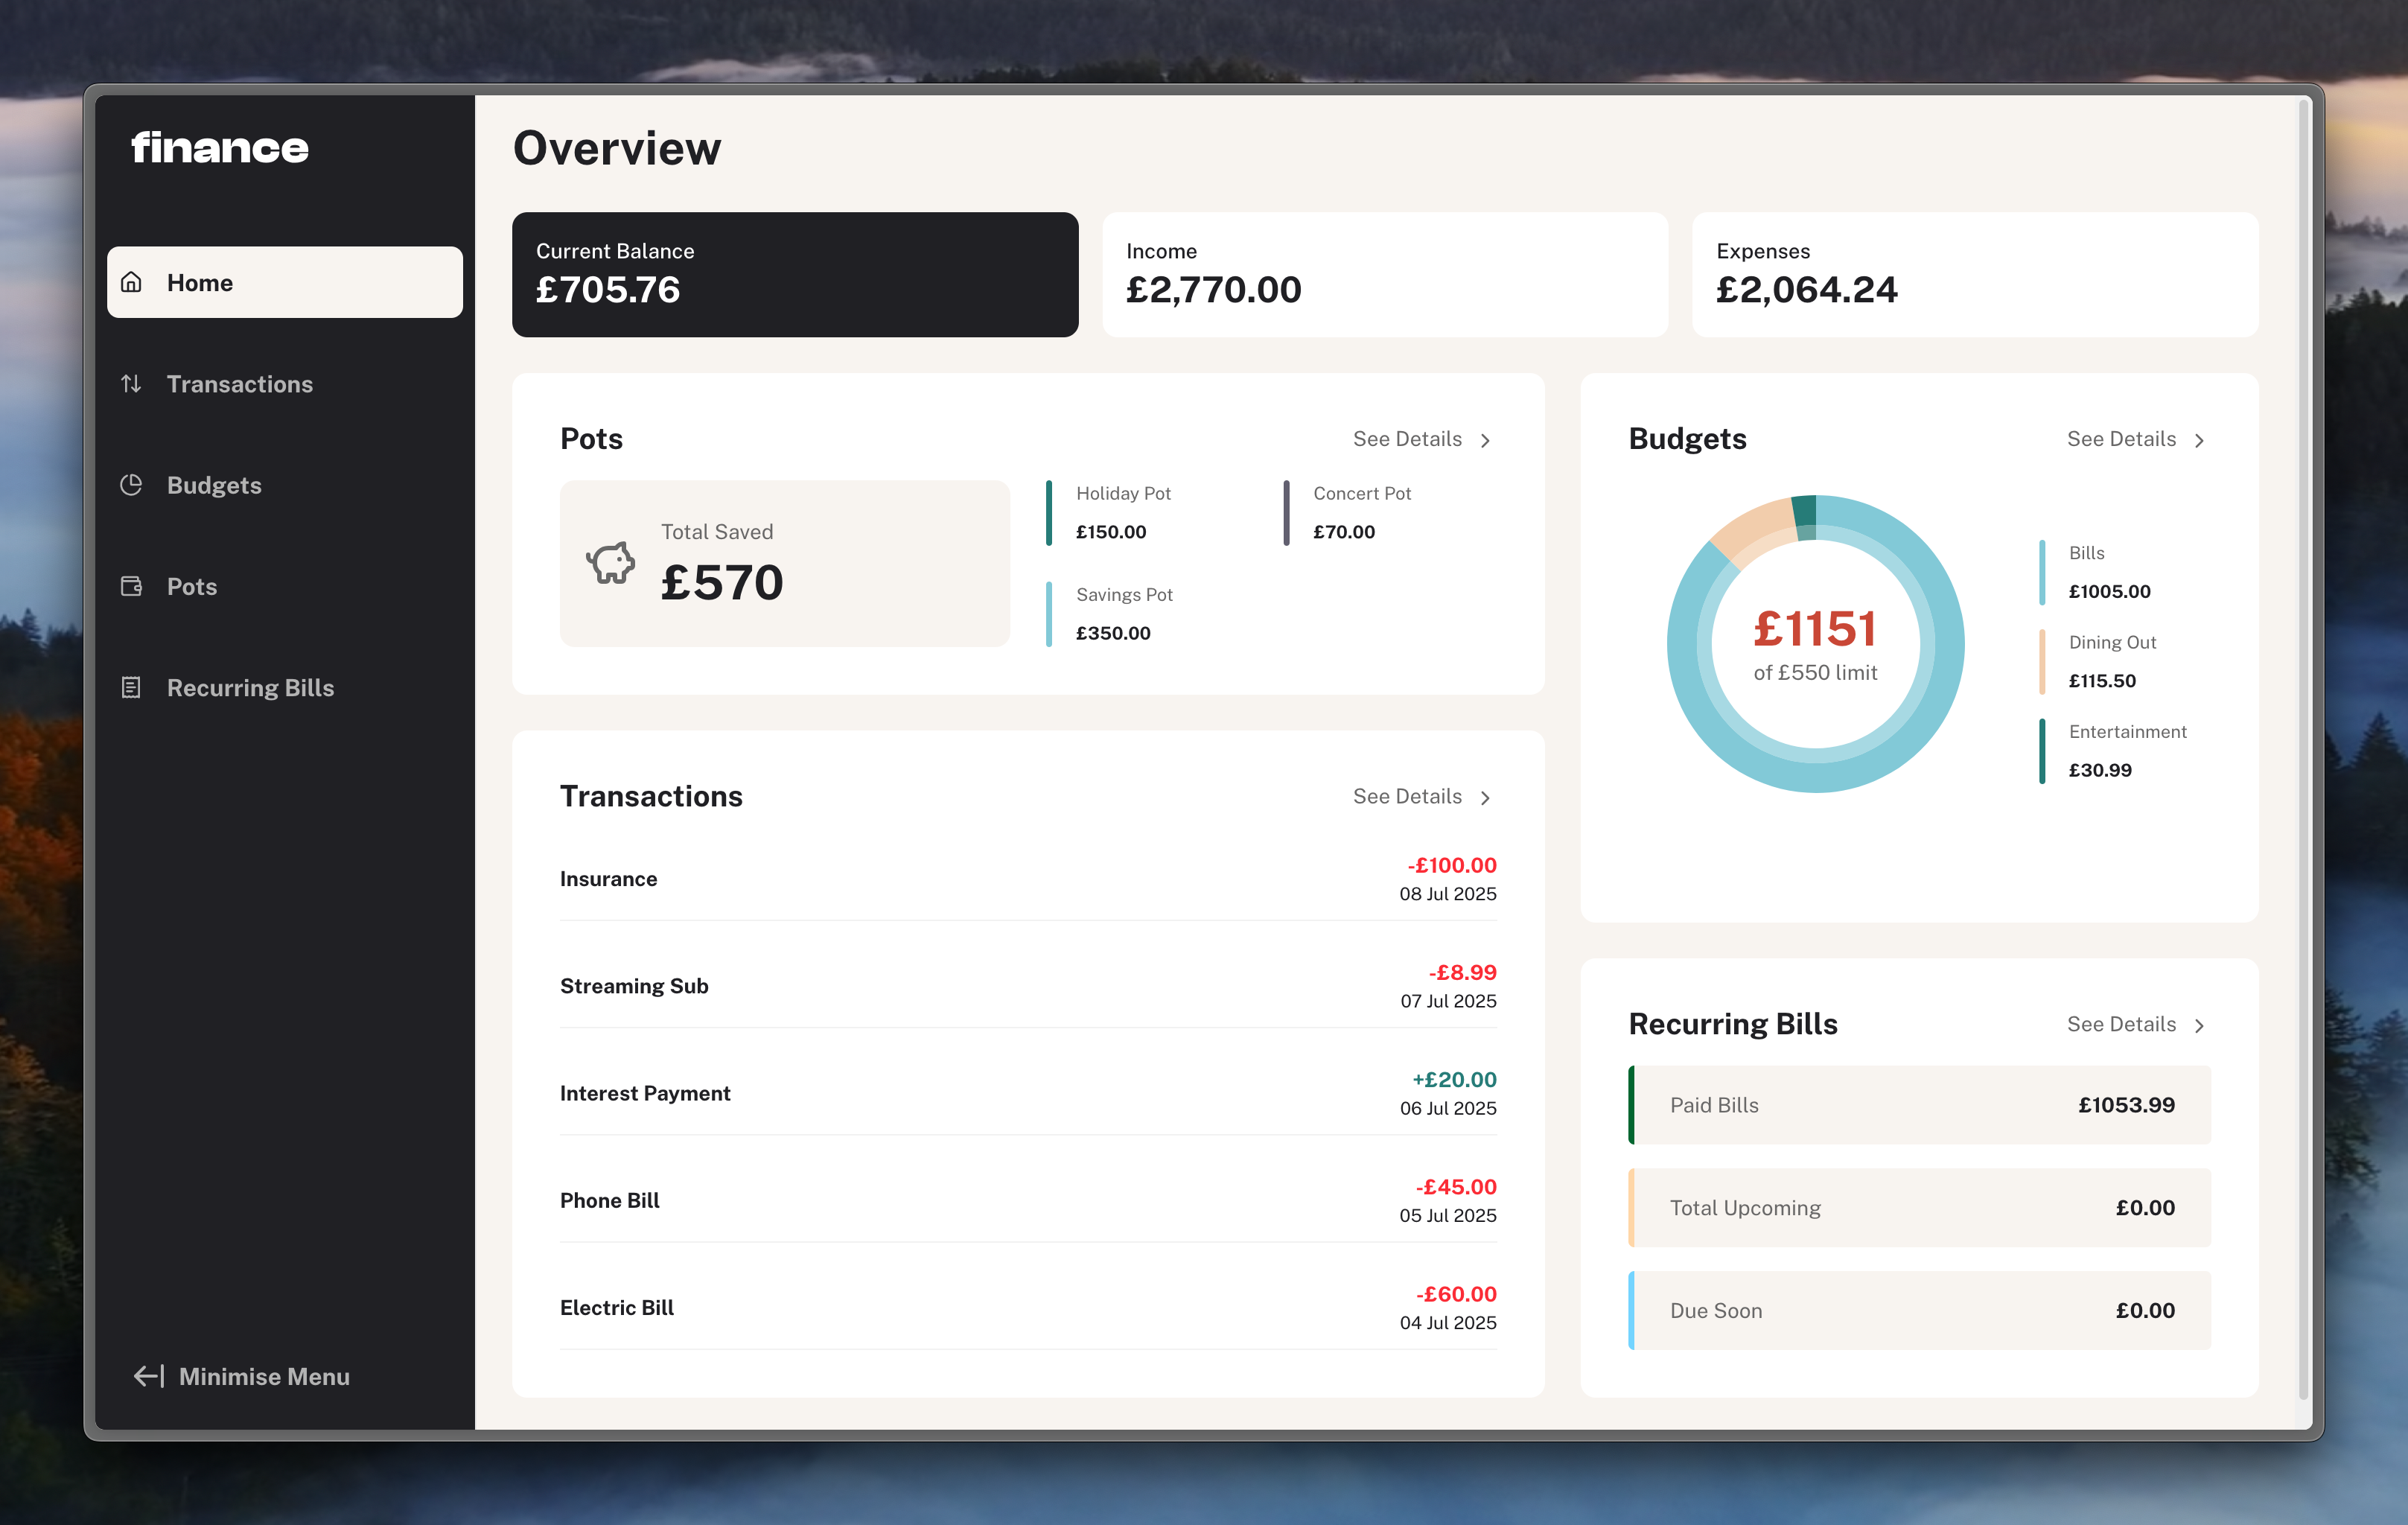 finance
Home
Transactions
Budgets
Pots
Recurring Bills
Minimise Menu
Overview
Current Balance
£705.76
Income
£2,770.00
Expenses
£2,064.24
Pots
See Details
Total Saved
£570
Holiday Pot
£150.00
Concert Pot
£70.00
Savings Pot
£350.00
Transactions
See Details
Insurance
-£100.00
08 Jul 2025
Streaming Sub
-£8.99
07 Jul 2025
Interest Payment
+£20.00
06 Jul 2025
Phone Bill
-£45.00
05 Jul 2025
Electric Bill
-£60.00
04 Jul 2025
Budgets
See Details
£1151
of £550 limit
Bills
£1005.00
Dining Out
£115.50
Entertainment
£30.99
Recurring Bills
See Details
Paid Bills
£1053.99
Total Upcoming
£0.00
Due Soon
£0.00